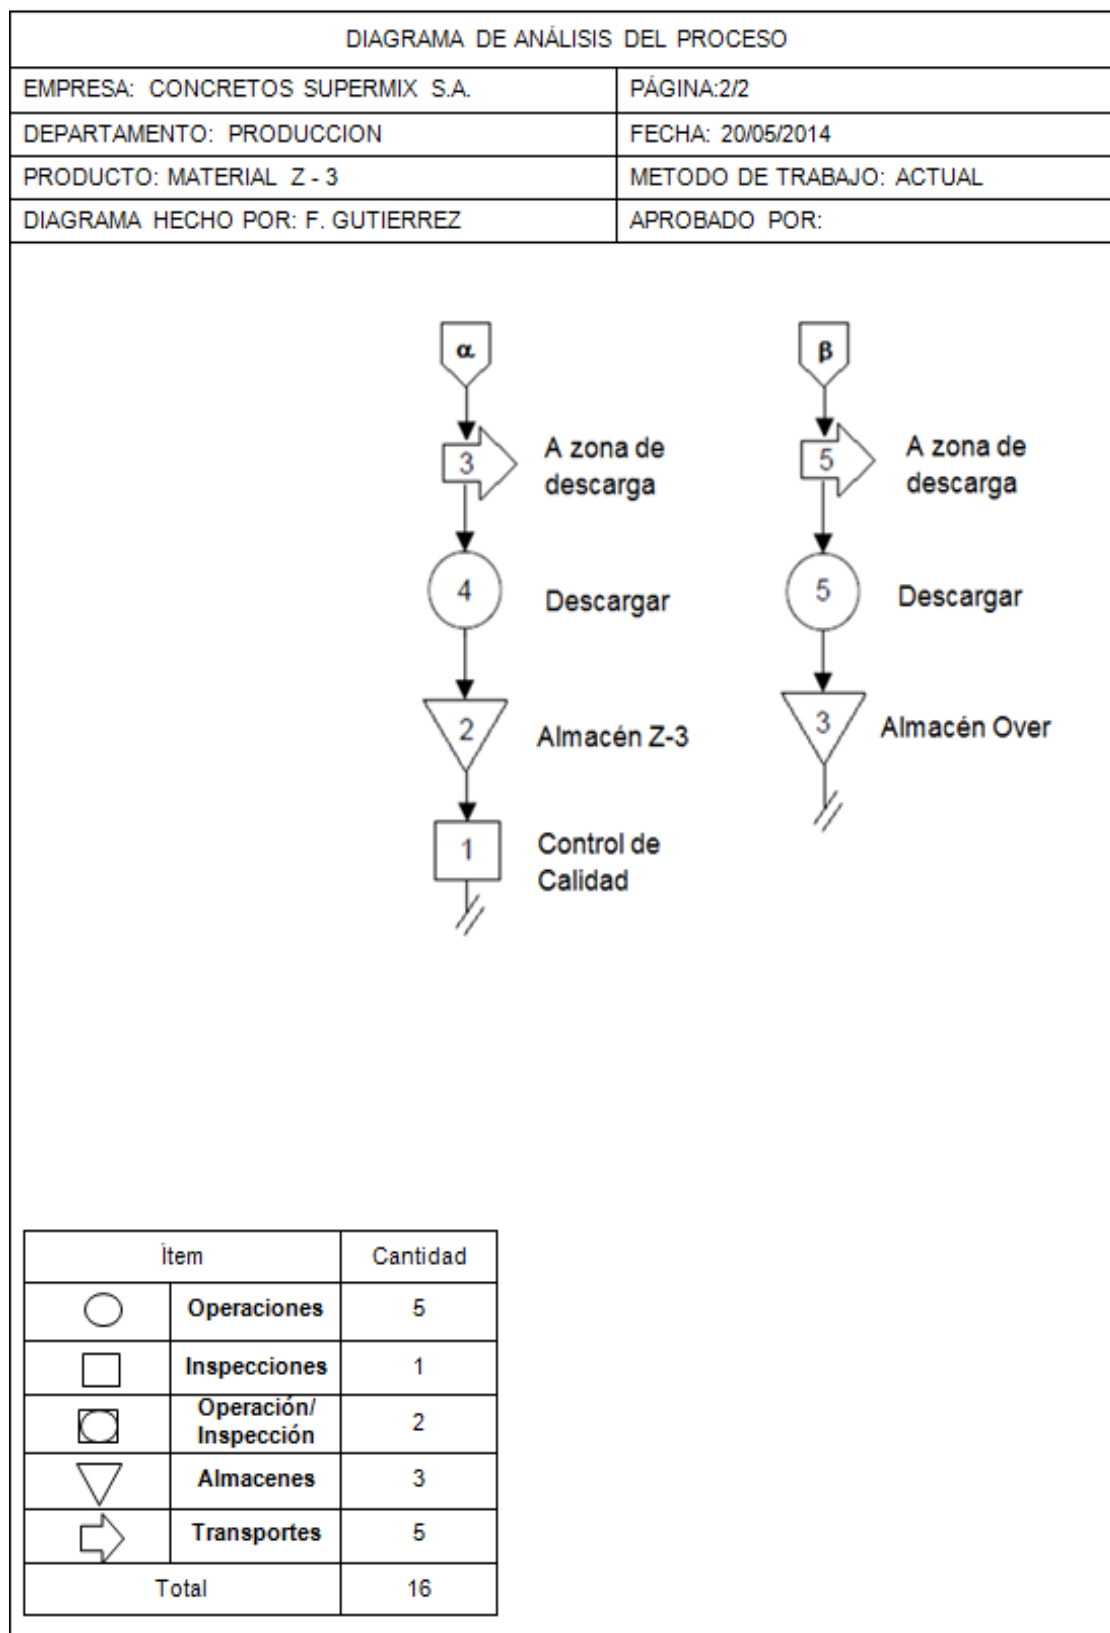 DIAGRAMA DE ANÁLISIS DEL PROCESO
EMPRESA: CONCRETOS SUPERMIX S.A.
PÁGINA:2/2
DEPARTAMENTO: PRODUCCION
FECHA: 20/05/2014
PRODUCTO: MATERIAL Z - 3
METODO DE TRABAJO: ACTUAL
DIAGRAMA HECHO POR: F. GUTIERREZ
APROBADO POR:
α
3
A zona de
descarga
4
Descargar
2
Almacén Z-3
1
Control de
Calidad
β
5
A zona de
descarga
5
Descargar
3
Almacén Over
Ítem
Cantidad
Operaciones
5
Inspecciones
1
Operación/
Inspección
2
Almacenes
3
Transportes
5
Total
16